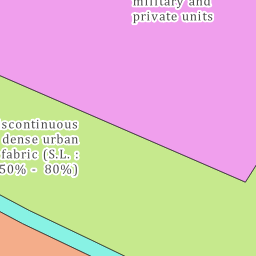 military and
private units
scontinuous
dense urban
fabric (S.L. :
50% - 80%)